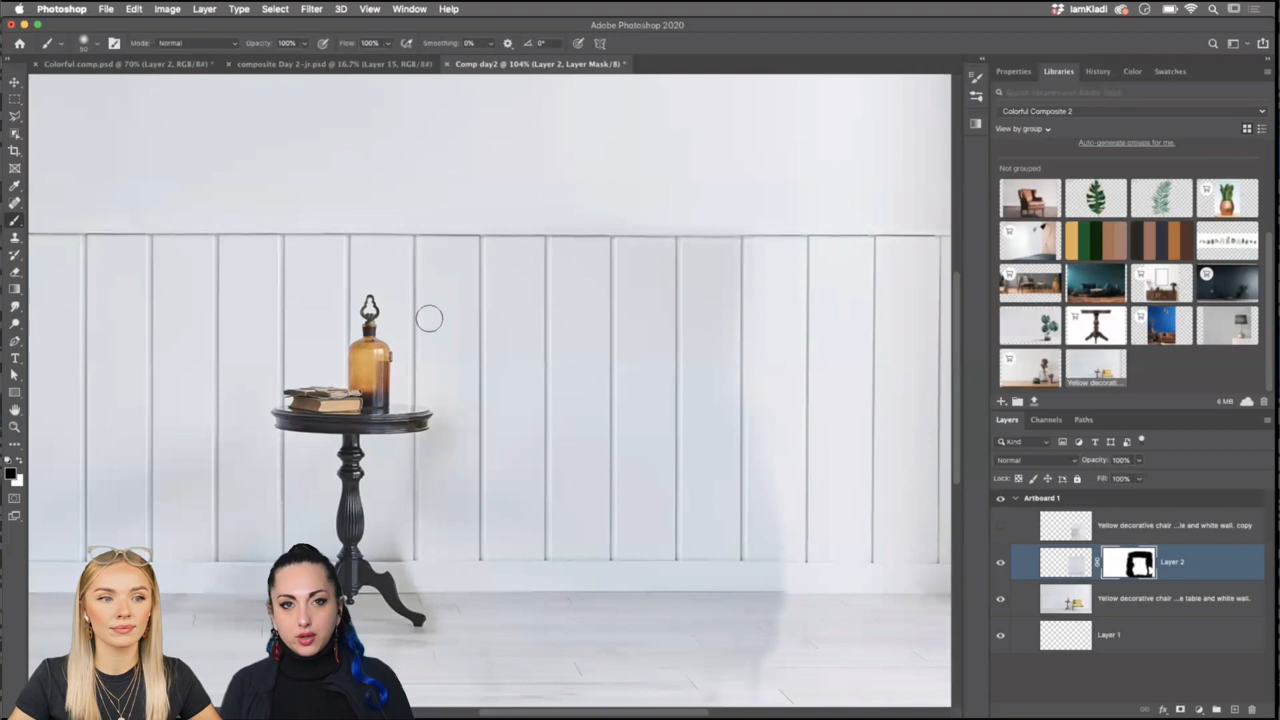 Photoshop File Edit Image Layer Type Select Filter 3D View Window Help IamKladi
Adobe Photoshop 2020
50 Mode: Normal Opacity: 100% Flow: 100% Smoothing: 0% 0°
Colorful.comp.psd @ 70% (Layer 2, RGB/8#) * composite Day 2-jr.psd @ 16.7% (Layer 15, RGB/8#) Comp day2 @ 104% (Layer 2, Layer Mask/8) *
Properties Libraries History Color Swatches
Colorful Composite 2
View by group
Auto-generate groups for me.
Not grouped
Yellow decorati...
6 MB
Layers Channels Paths
Kind
Normal Opacity: 100%
Lock: Fill: 100%
Artboard 1
Yellow decorative chair ...le and white wall. copy
Layer 2
Yellow decorative chair ...e table and white wall.
Layer 1
fx